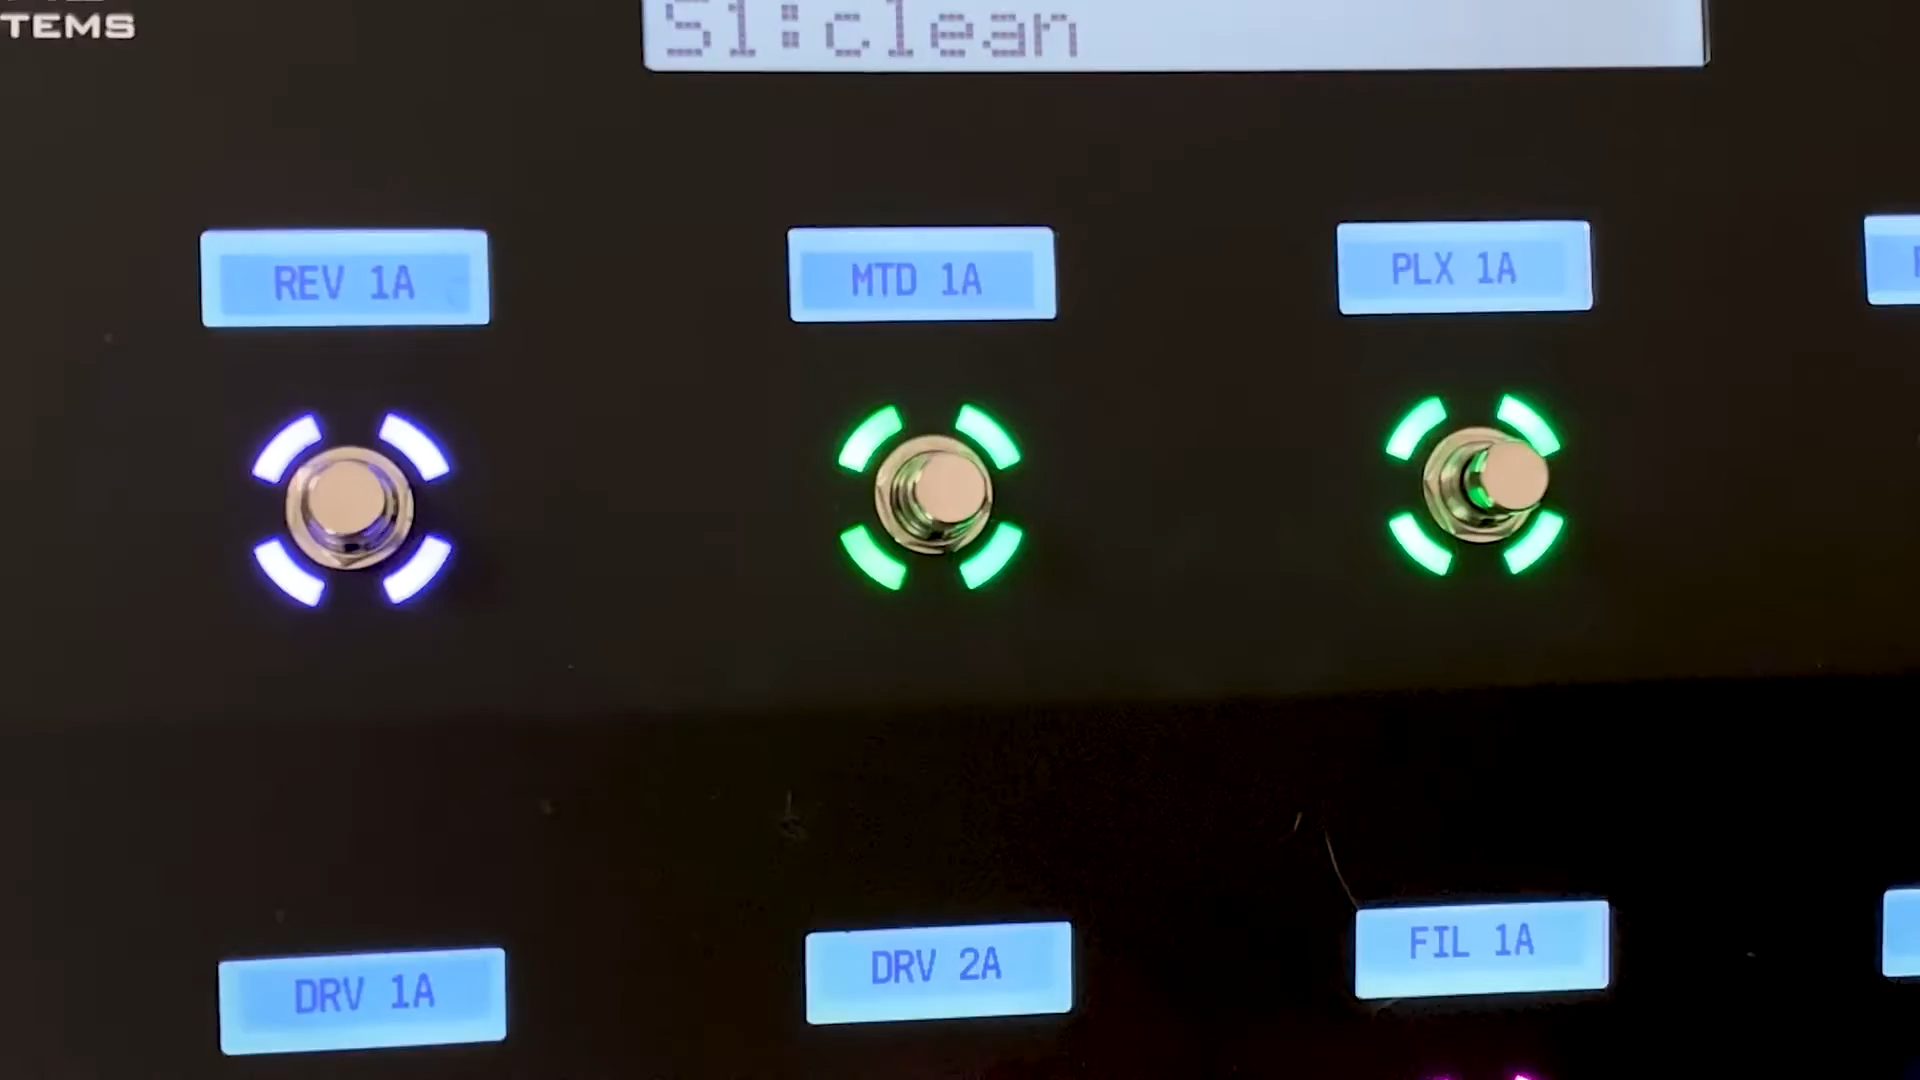 TEMS
S1:clean
REV 1A
MTD 1A
PLX 1A
DRV 1A
DRV 2A
FIL 1A